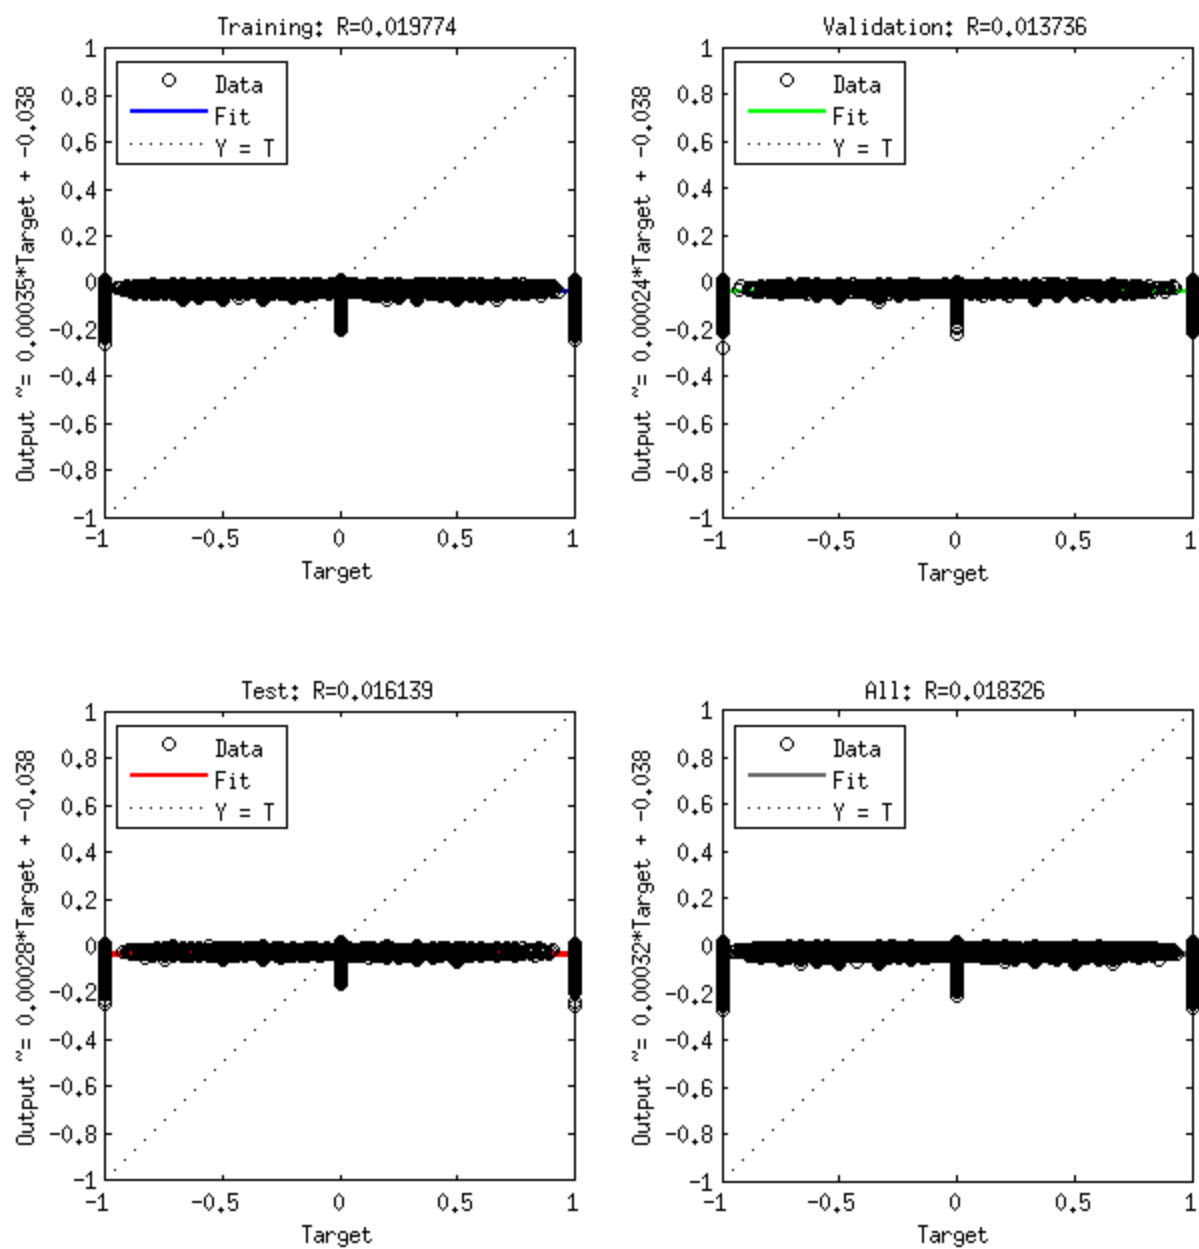 Training: R=0.019774
Output ~= 0.00035*Target + -0.038
1
0.8
0.6
0.4
0.2
0
-0.2
-0.4
-0.6
-0.8
-1
Data
Fit
Y = T
-1 -0.5 0 0.5 1
Target
Validation: R=0.013736
Output ~= 0.00024*Target + -0.038
1
0.8
0.6
0.4
0.2
0
-0.2
-0.4
-0.6
-0.8
-1
Data
Fit
Y = T
-1 -0.5 0 0.5 1
Target
Test: R=0.016139
Output ~= 0.00028*Target + -0.038
1
0.8
0.6
0.4
0.2
0
-0.2
-0.4
-0.6
-0.8
-1
Data
Fit
Y = T
-1 -0.5 0 0.5 1
Target
All: R=0.018326
Output ~= 0.00032*Target + -0.038
1
0.8
0.6
0.4
0.2
0
-0.2
-0.4
-0.6
-0.8
-1
Data
Fit
Y = T
-1 -0.5 0 0.5 1
Target